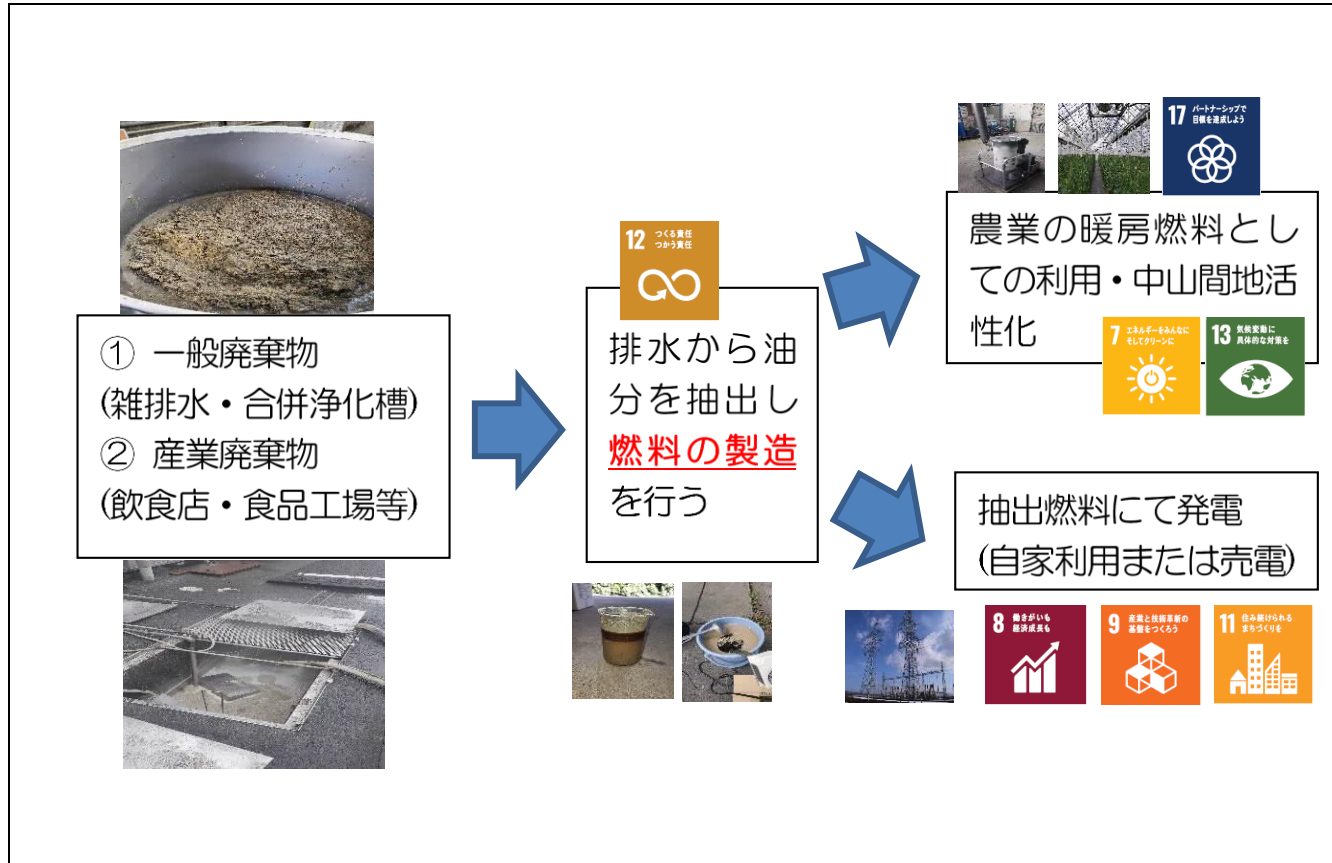 ① 一般廃棄物
(雑排水・合併浄化槽)
② 産業廃棄物
(飲食店・食品工場等)
12 つくる責任
つかう責任
排水から油
分を抽出し
燃料の製造
を行う
17 パートナーシップで
目標を達成しよう
農業の暖房燃料とし
ての利用・中山間地活
性化
7 エネルギーをみんなに
そしてクリーンに
13 気候変動に
具体的な対策を
抽出燃料にて発電
(自家利用または売電)
8 働きがいも
経済成長も
9 産業と技術革新の
基盤をつくろう
11 住み続けられる
まちづくりを